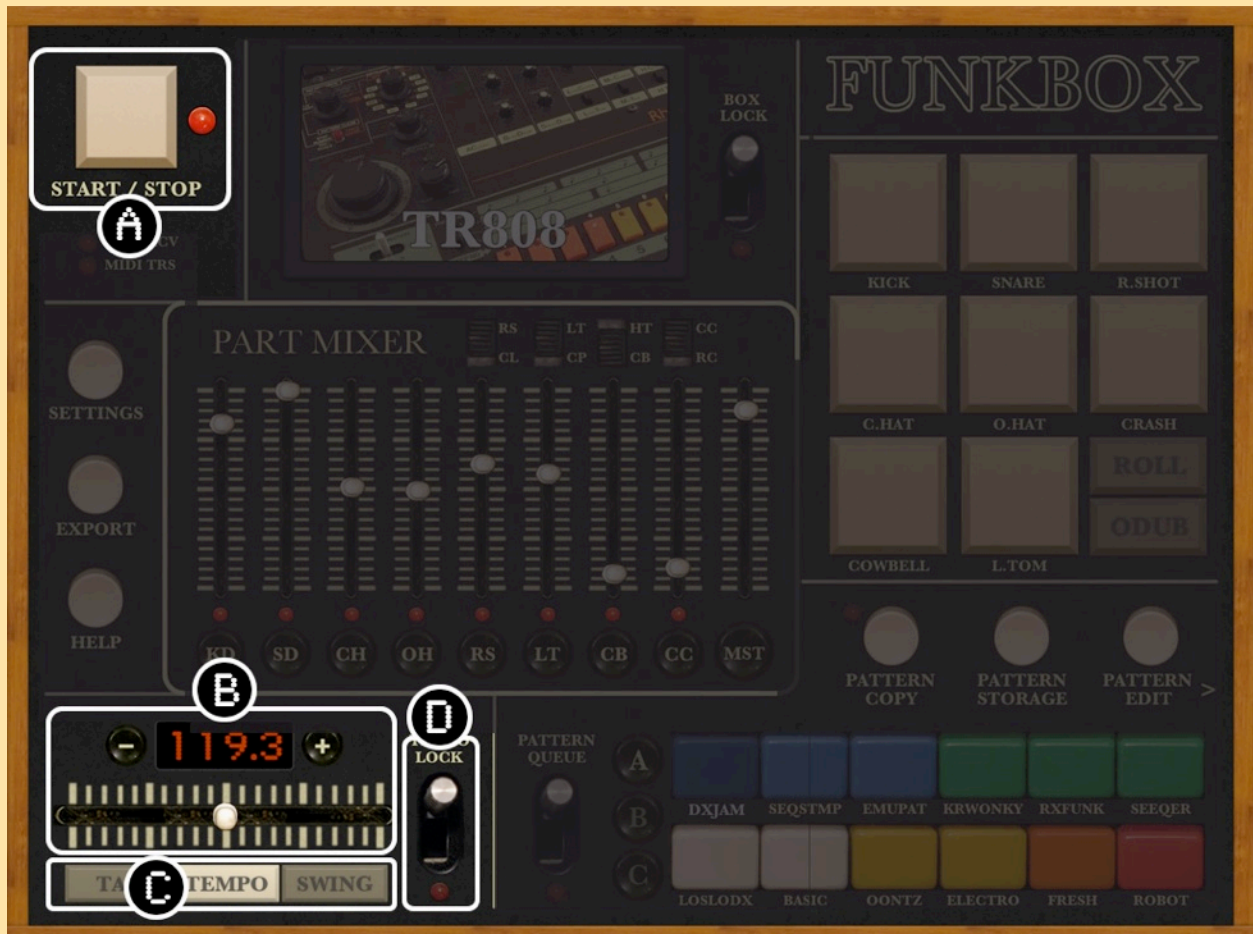 START / STOP
A
CV
MIDI TRS
TR808
BOX
LOCK
FUNKBOX
KICK
SNARE
R.SHOT
C.HAT
O.HAT
CRASH
ROLL
ODUB
COWBELL
L.TOM
SETTINGS
EXPORT
HELP
PART MIXER
RS
CL
LT
CP
HT
CB
CC
RC
KD
SD
CH
OH
RS
LT
CB
CC
MST
PATTERN
COPY
PATTERN
STORAGE
PATTERN
EDIT >
B
- 119.3 +
C
TEMPO
SWING
D
LOCK
PATTERN
QUEUE
A
B
C
DXJAM
SEQSTMP
EMUPAT
KRWONKY
RXFUNK
SEEQER
LOSLODX
BASIC
OONTZ
ELECTRO
FRESH
ROBOT